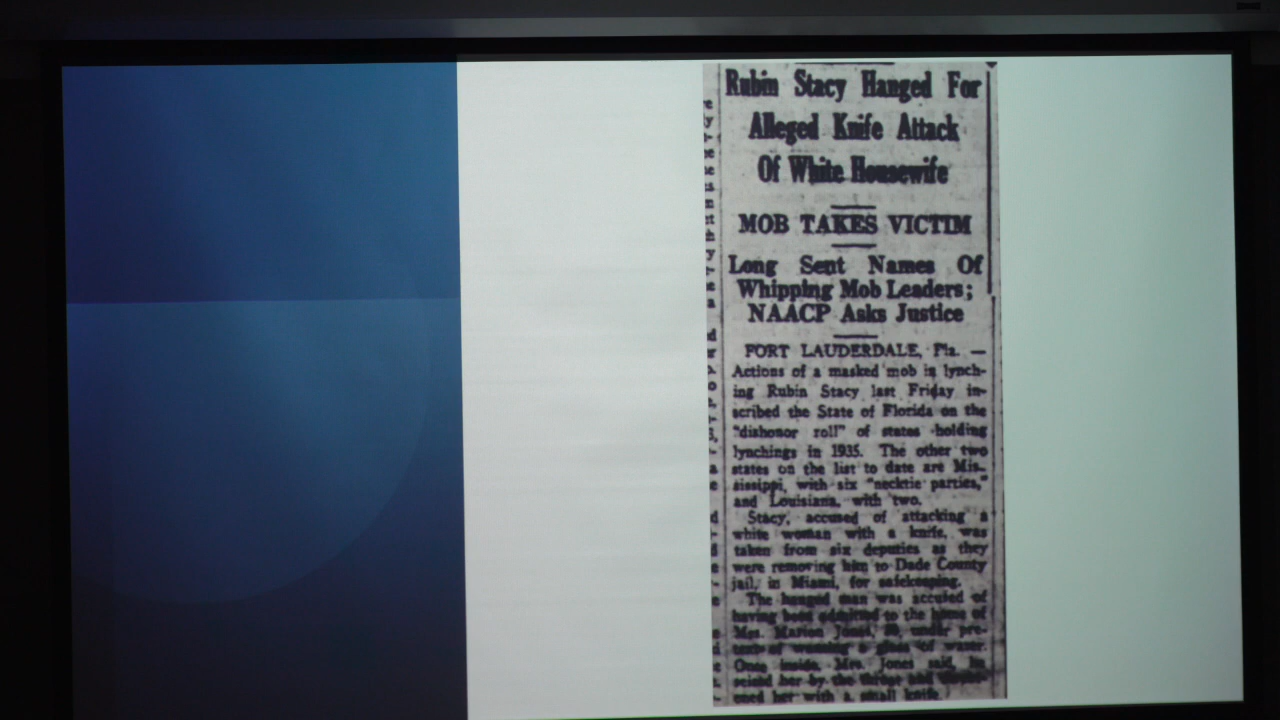 Rubin Stacy Hanged For
Alleged Knife Attack
Of White Housewife
MOB TAKES VICTIM
Long Sent Names Of
Whipping Mob Leaders;
NAACP Asks Justice
FORT LAUDERDALE, Fla. —
Actions of a masked mob in lynch-
ing Rubin Stacy last Friday in-
scribed the State of Florida on the
"dishonor roll" of states holding
lynchings in 1935. The other two
states on the list to date are Mis-
sissippi, with six "necktie parties,"
and Louisiana, with two.
Stacy, accused of attacking a
white woman with a knife, was
taken from six deputies as they
were removing him to Dade County
jail, in Miami, for safekeeping.
The hanged man was accused of
having been admitted to the home of
Mrs. Marion Jones, under pre-
text of wanting a glass of water.
Once inside, Mrs. Jones said, he
seized her by the throat and
her with a small knife.